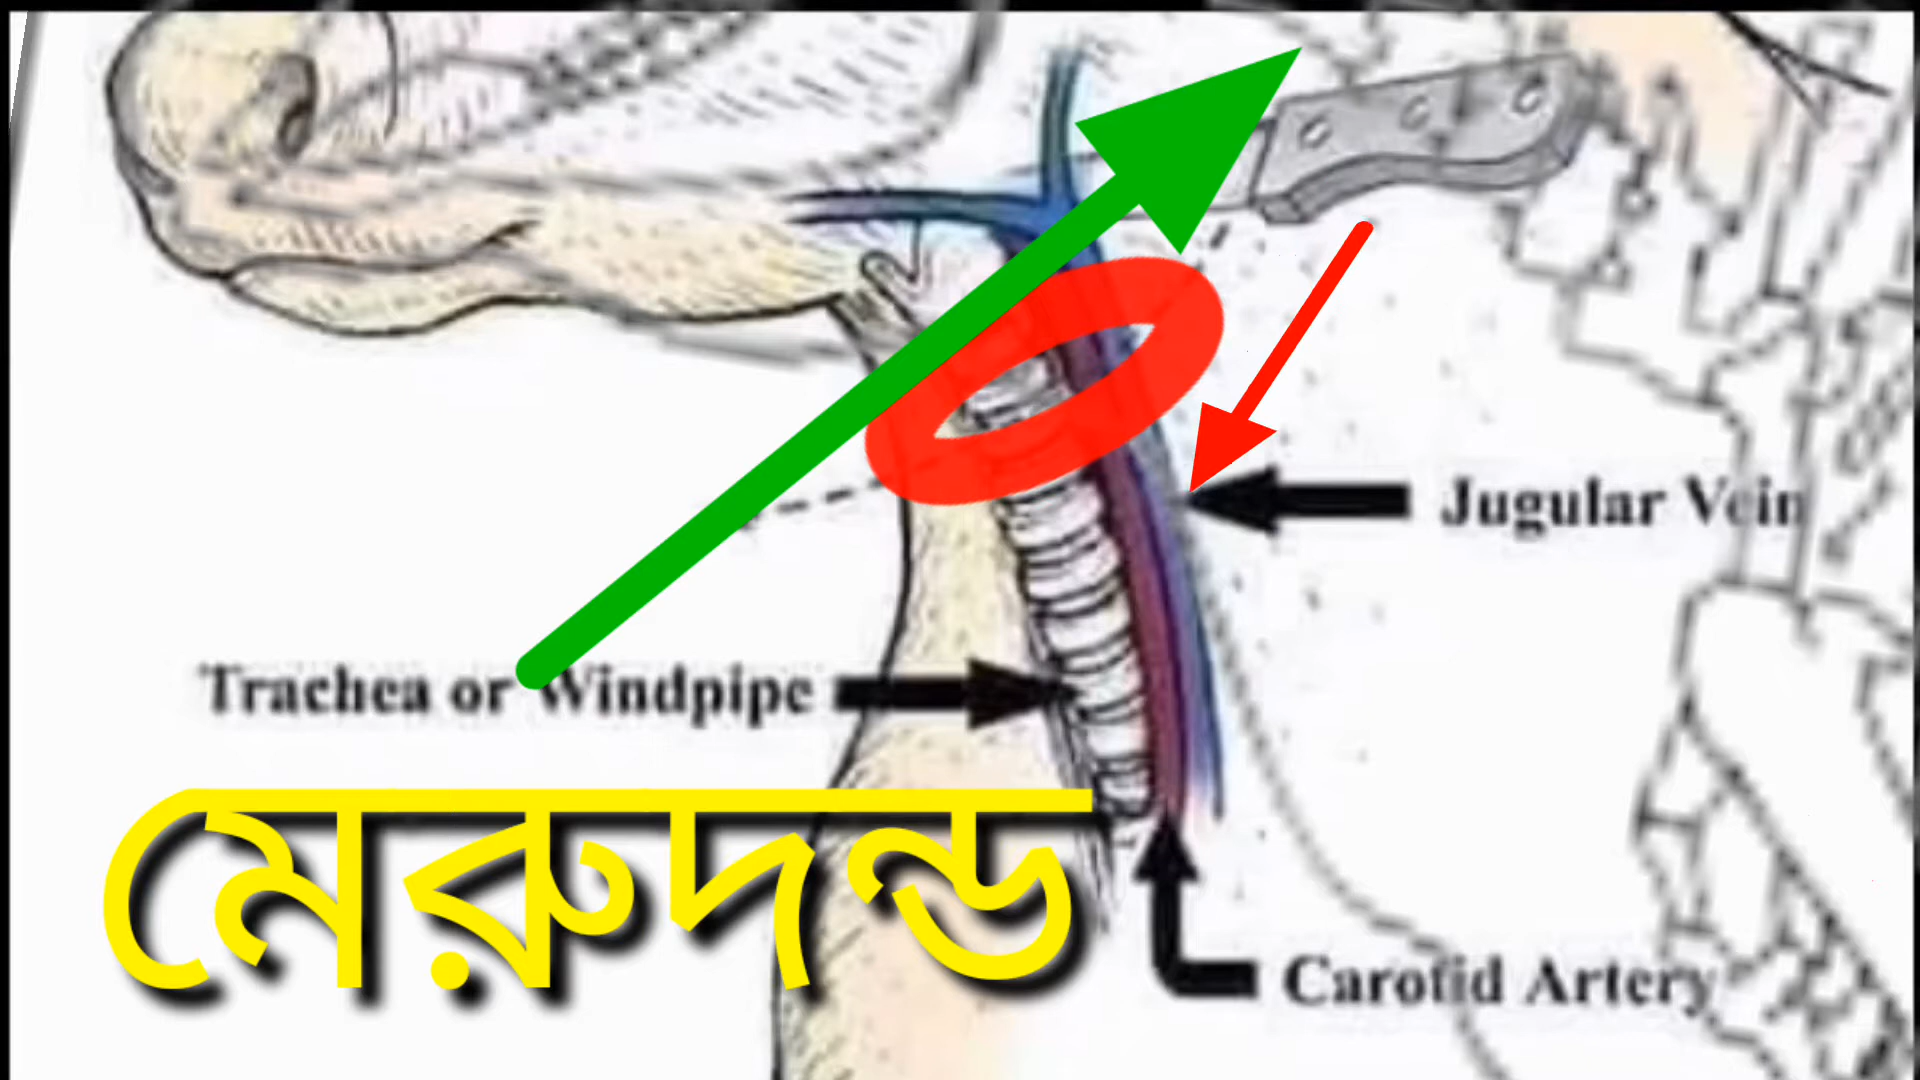 Jugular Vein
Trachea or Windpipe
মেরুদন্ড
Carotid Artery